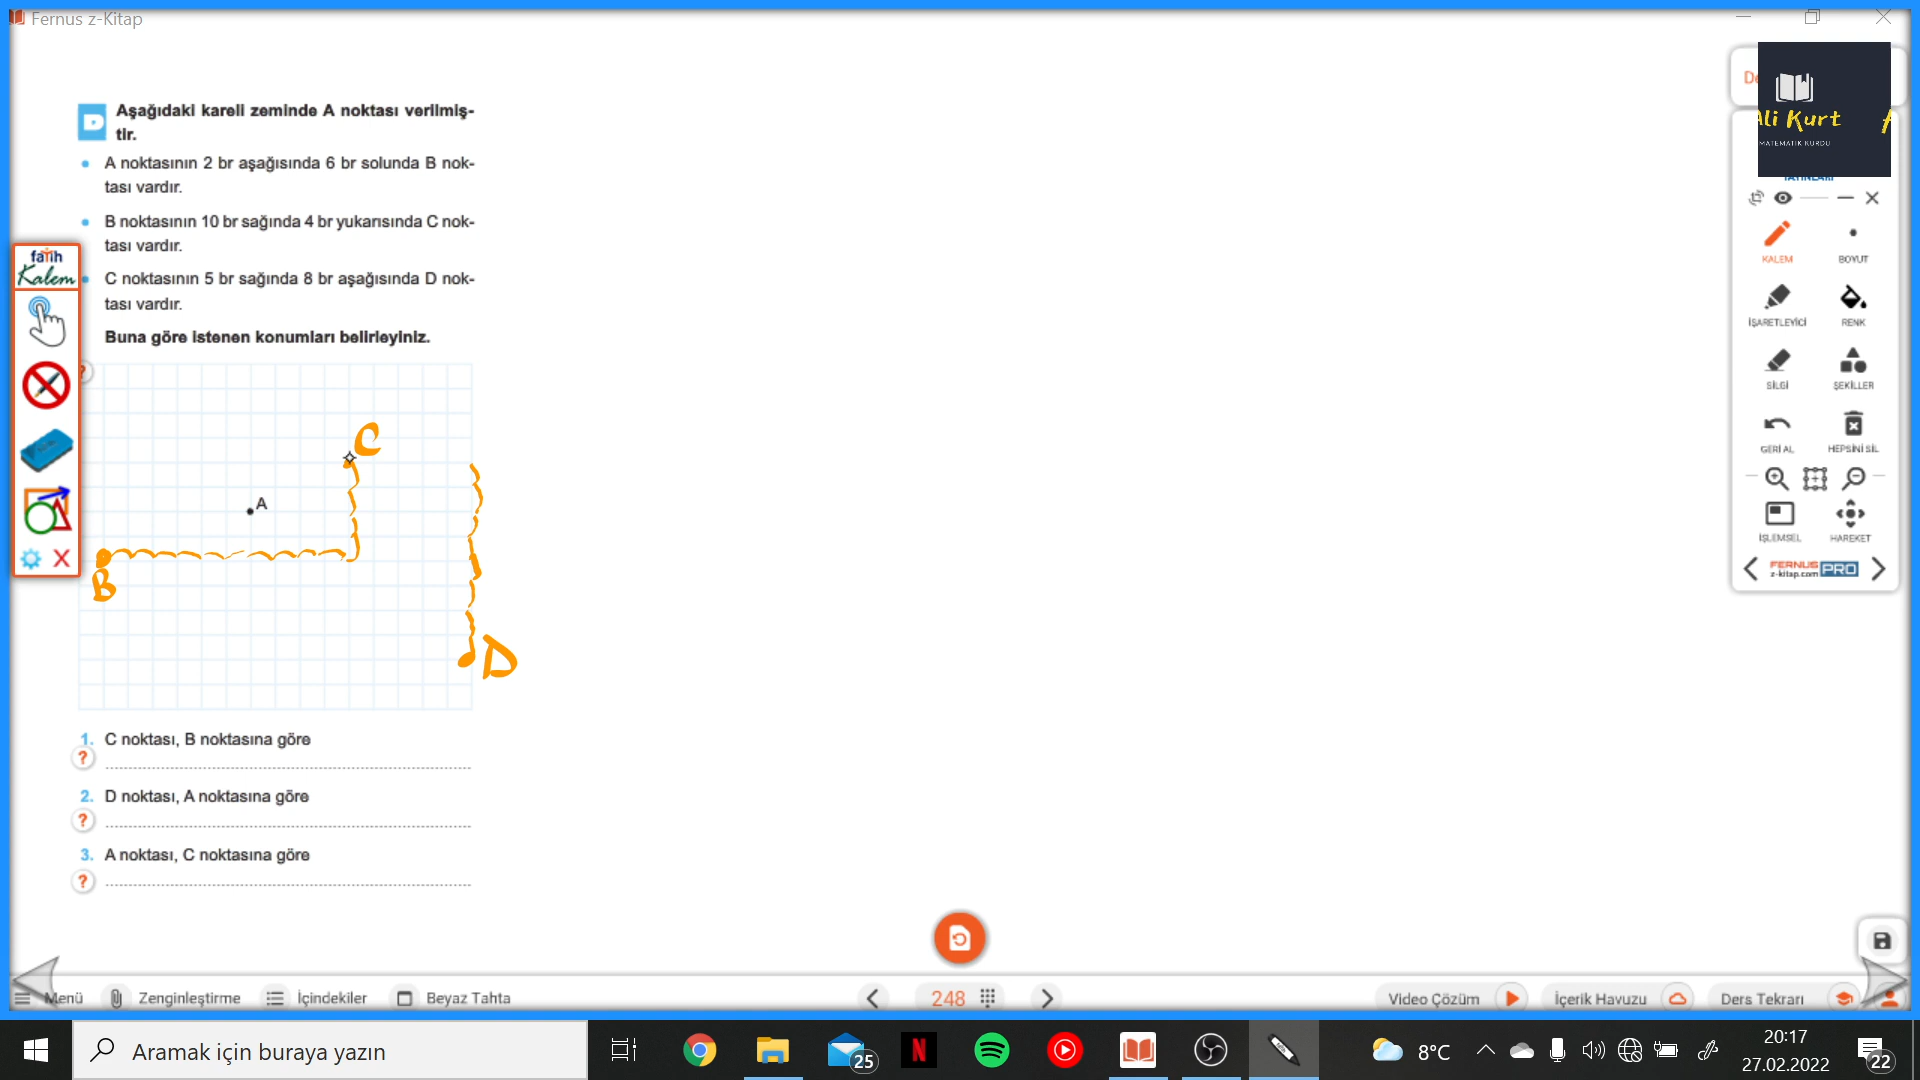 Fernus z-Kitap
Ali Kurt
MATEMATİK KURDU
D
Aşağıdaki kareli zeminde A noktası verilmiş-
tir.
• A noktasının 2 br aşağısında 6 br solunda B nok-
tası vardır.
• B noktasının 10 br sağında 4 br yukarısında C nok-
tası vardır.
• C noktasının 5 br sağında 8 br aşağısında D nok-
tası vardır.
Buna göre istenen konumları belirleyiniz.
fatih
Kalem
?
C
A
B
D
1. C noktası, B noktasına göre
?
2. D noktası, A noktasına göre
?
3. A noktası, C noktasına göre
?
KALEM BOYUT
İŞARETLEYİCİ RENK
SİLGİ ŞEKİLLER
GERİ AL HEPSİNİ SİL
İŞLEMSEL HAREKET
FERNUS
z-kitap.com PRO
Menü Zenginleştirme İçindekiler Beyaz Tahta 248 Video Çözüm İçerik Havuzu Ders Tekrarı
Aramak için buraya yazın 25 N 8°C 20:17
27.02.2022 22